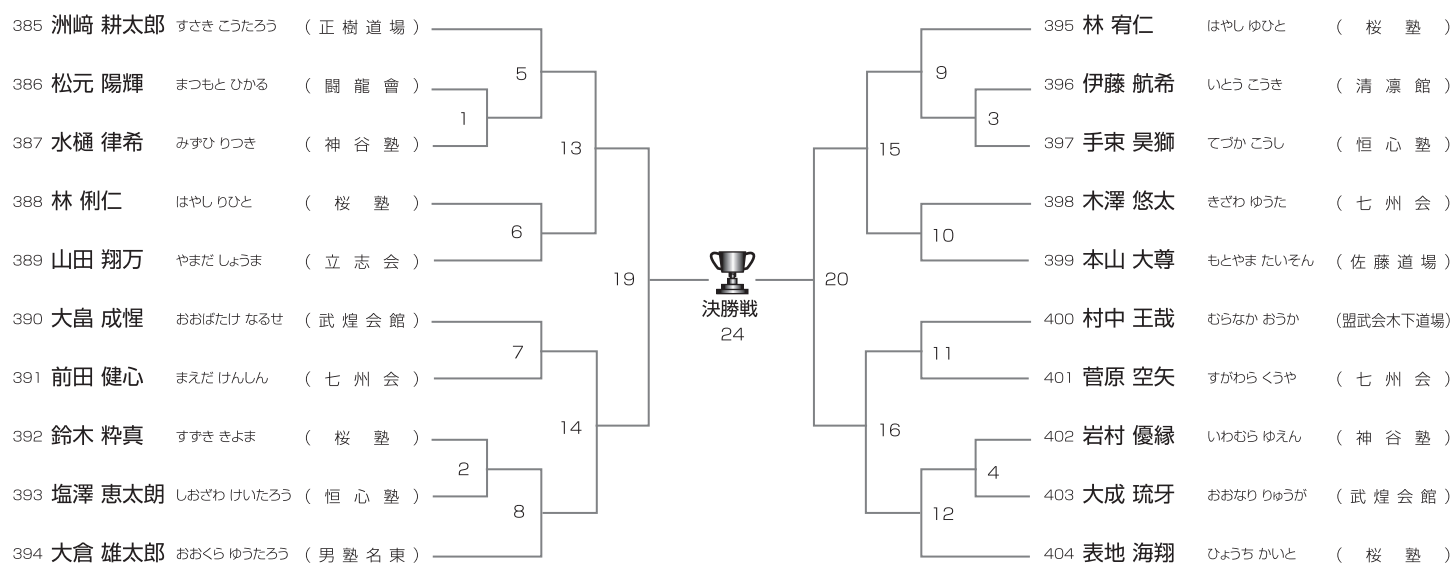 385 洲﨑 耕太郎 すさき こうたろう （正樹道場）
386 松元 陽輝 まつもと ひかる （闘龍會）
387 水樋 律希 みずひ りつき （神谷塾）
388 林 俐仁 はやし りひと （桜塾）
389 山田 翔万 やまだ しょうま （立志会）
390 大畠 成惺 おおばたけ なるせ （武煌会館）
391 前田 健心 まえだ けんしん （七州会）
392 鈴木 粋真 すずき きよま （桜塾）
393 塩澤 恵太朗 しおざわ けいたろう （恒心塾）
394 大倉 雄太郎 おおくら ゆうたろう （男塾名東）
5
1
13
6
19
7
14
2
8
決勝戦
24
9
3
15
10
20
11
16
4
12
395 林 宥仁 はやし ゆひと （桜塾）
396 伊藤 航希 いとう こうき （清凛館）
397 手束 昊獅 てづか こうし （恒心塾）
398 木澤 悠太 きざわ ゆうた （七州会）
399 本山 大尊 もとやま たいそん （佐藤道場）
400 村中 王哉 むらなか おうか （盟武会木下道場）
401 菅原 空矢 すがわら くうや （七州会）
402 岩村 優縁 いわむら ゆえん （神谷塾）
403 大成 琉牙 おおなり りゅうが （武煌会館）
404 表地 海翔 ひょうち かいと （桜塾）